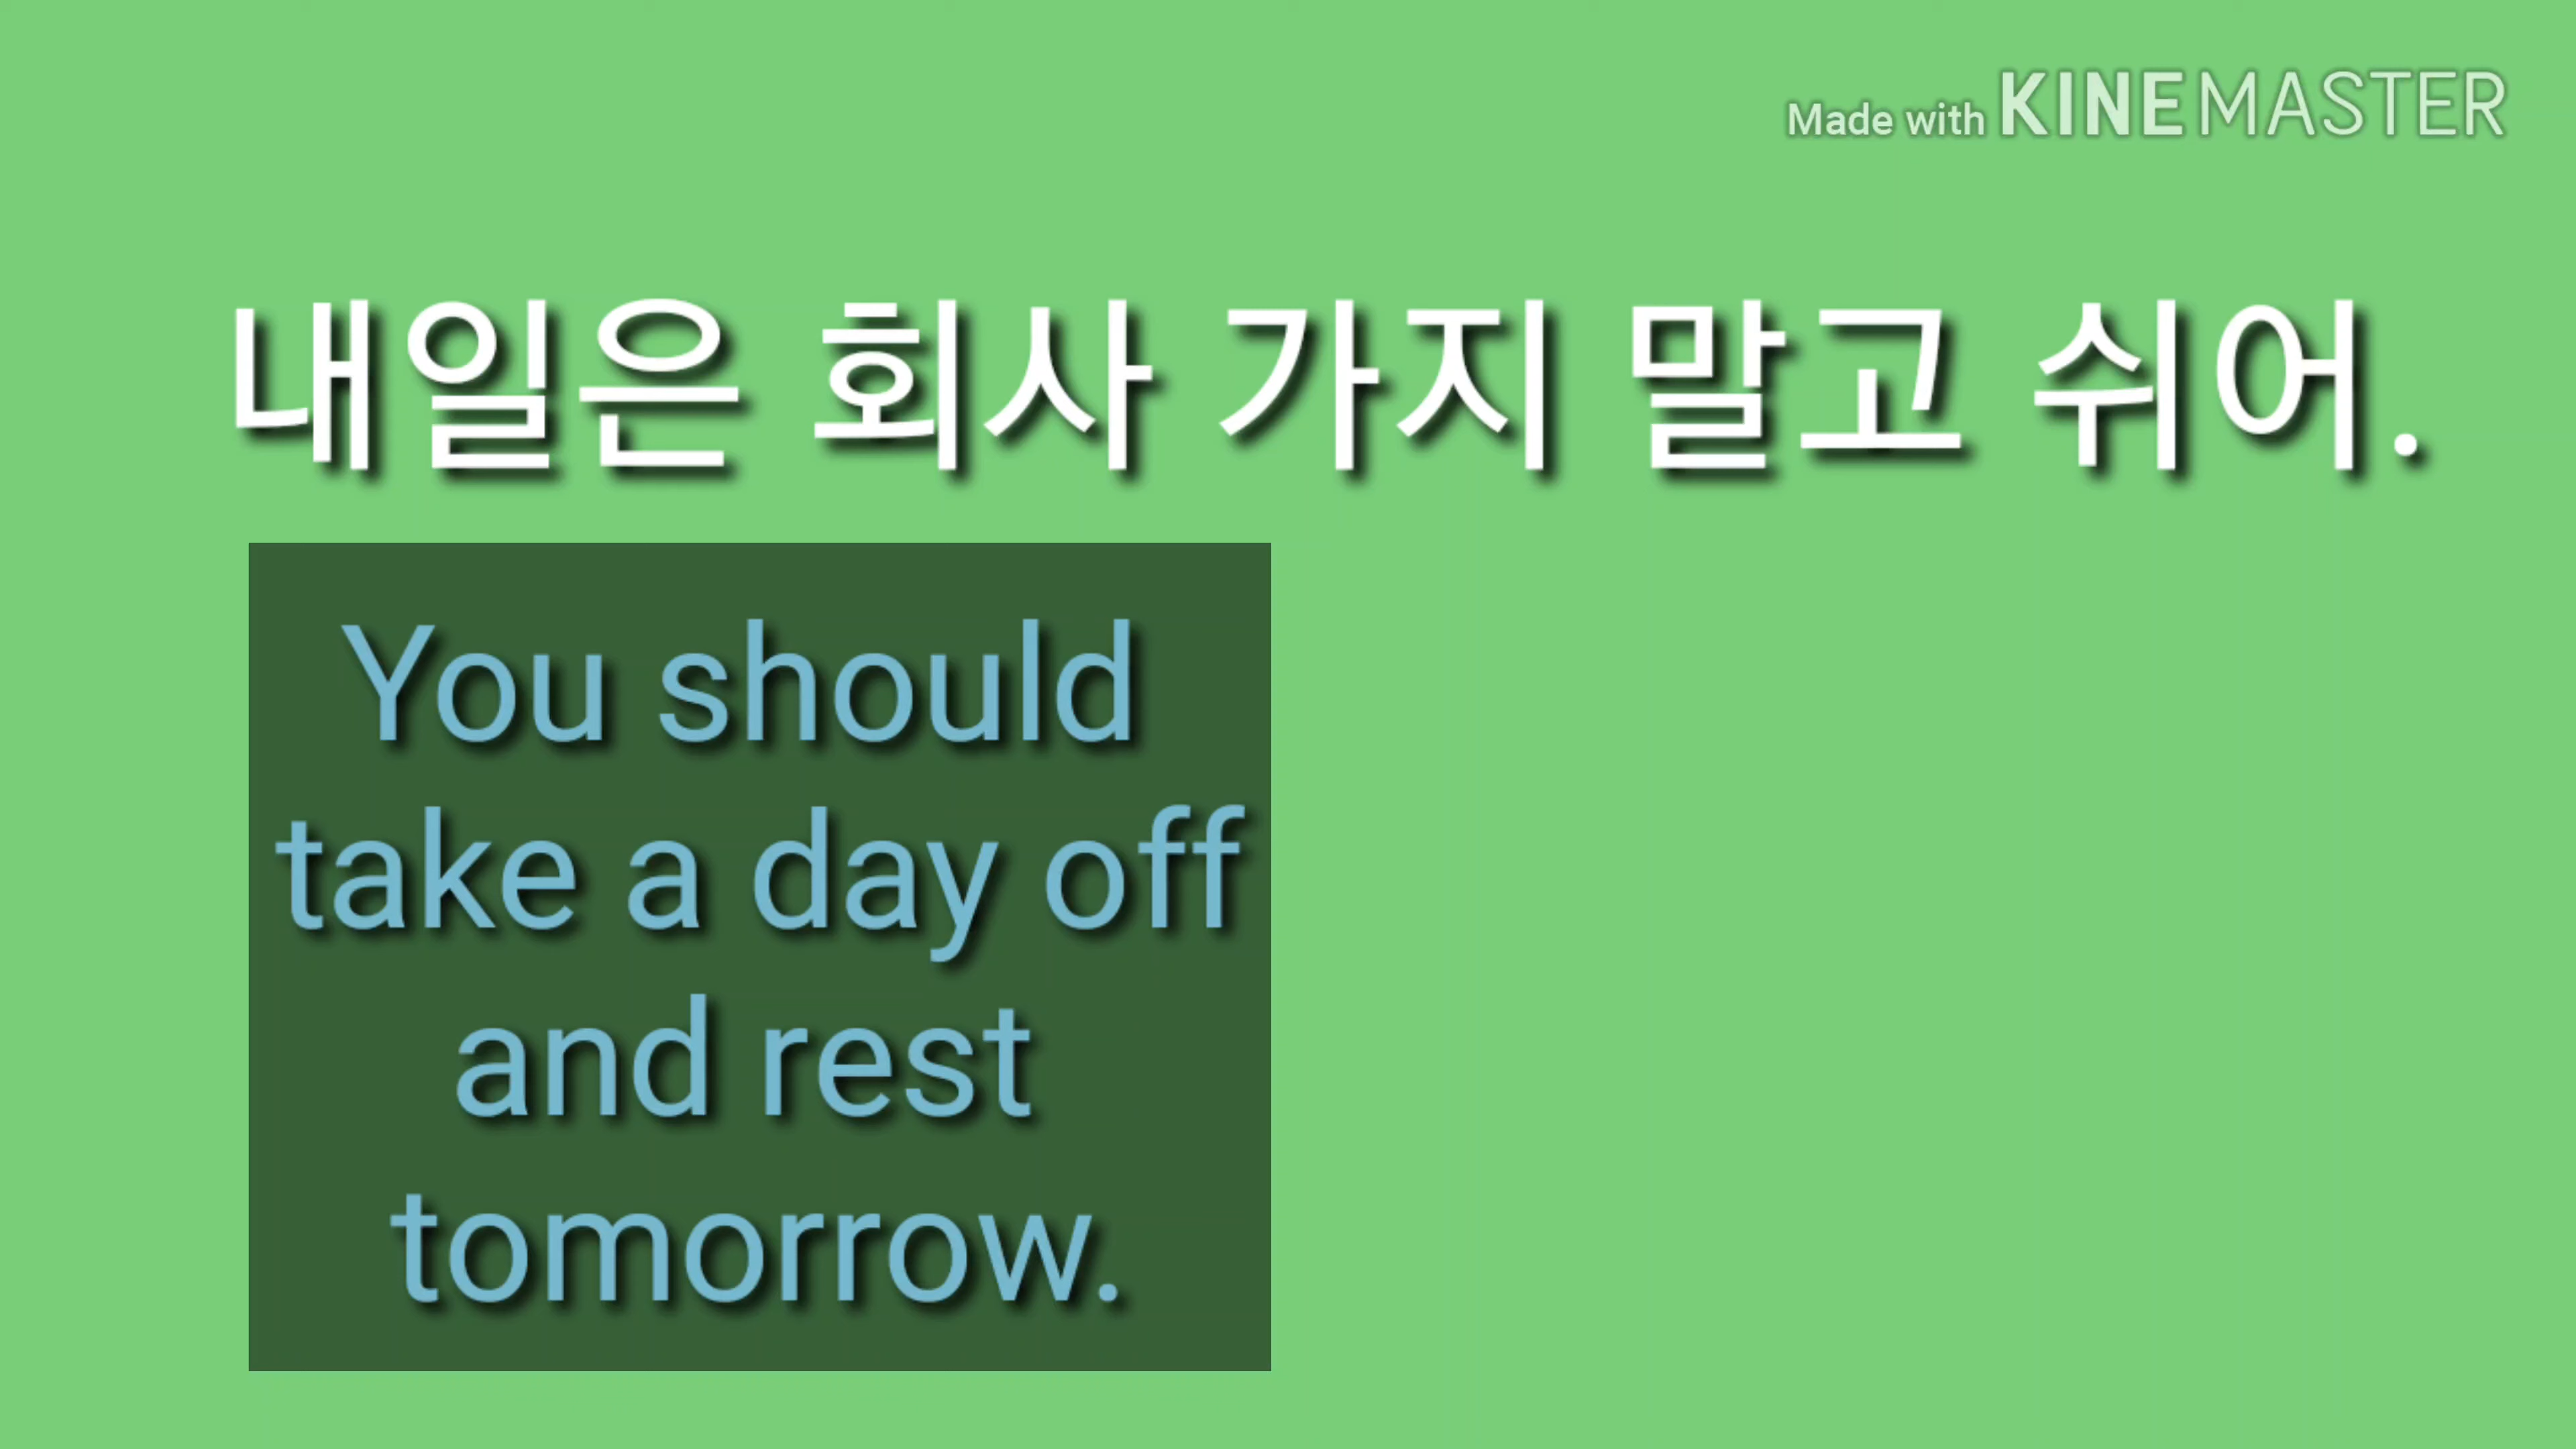 Made with KINEMASTER
내일은 회사 가지 말고 쉬어.
You should
take a day off
and rest
tomorrow.